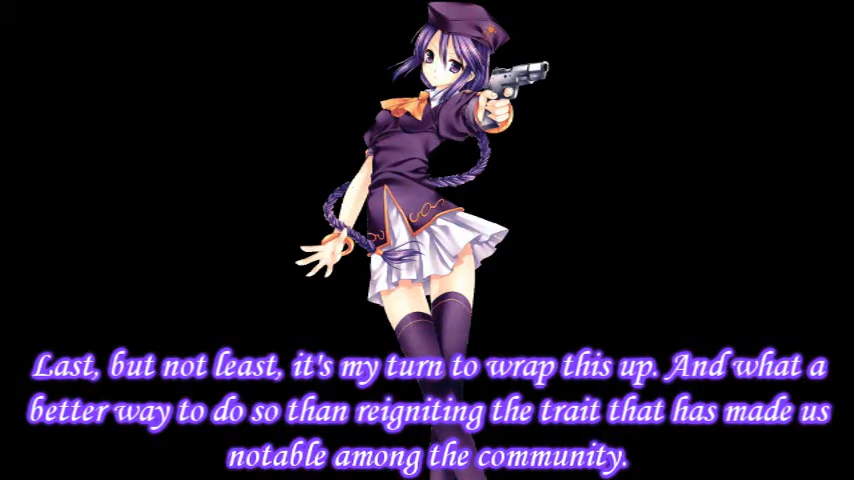 Last, but not least, it's my turn to wrap this up. And what a
better way to do so than reigniting the trait that has made us
notable among the community.